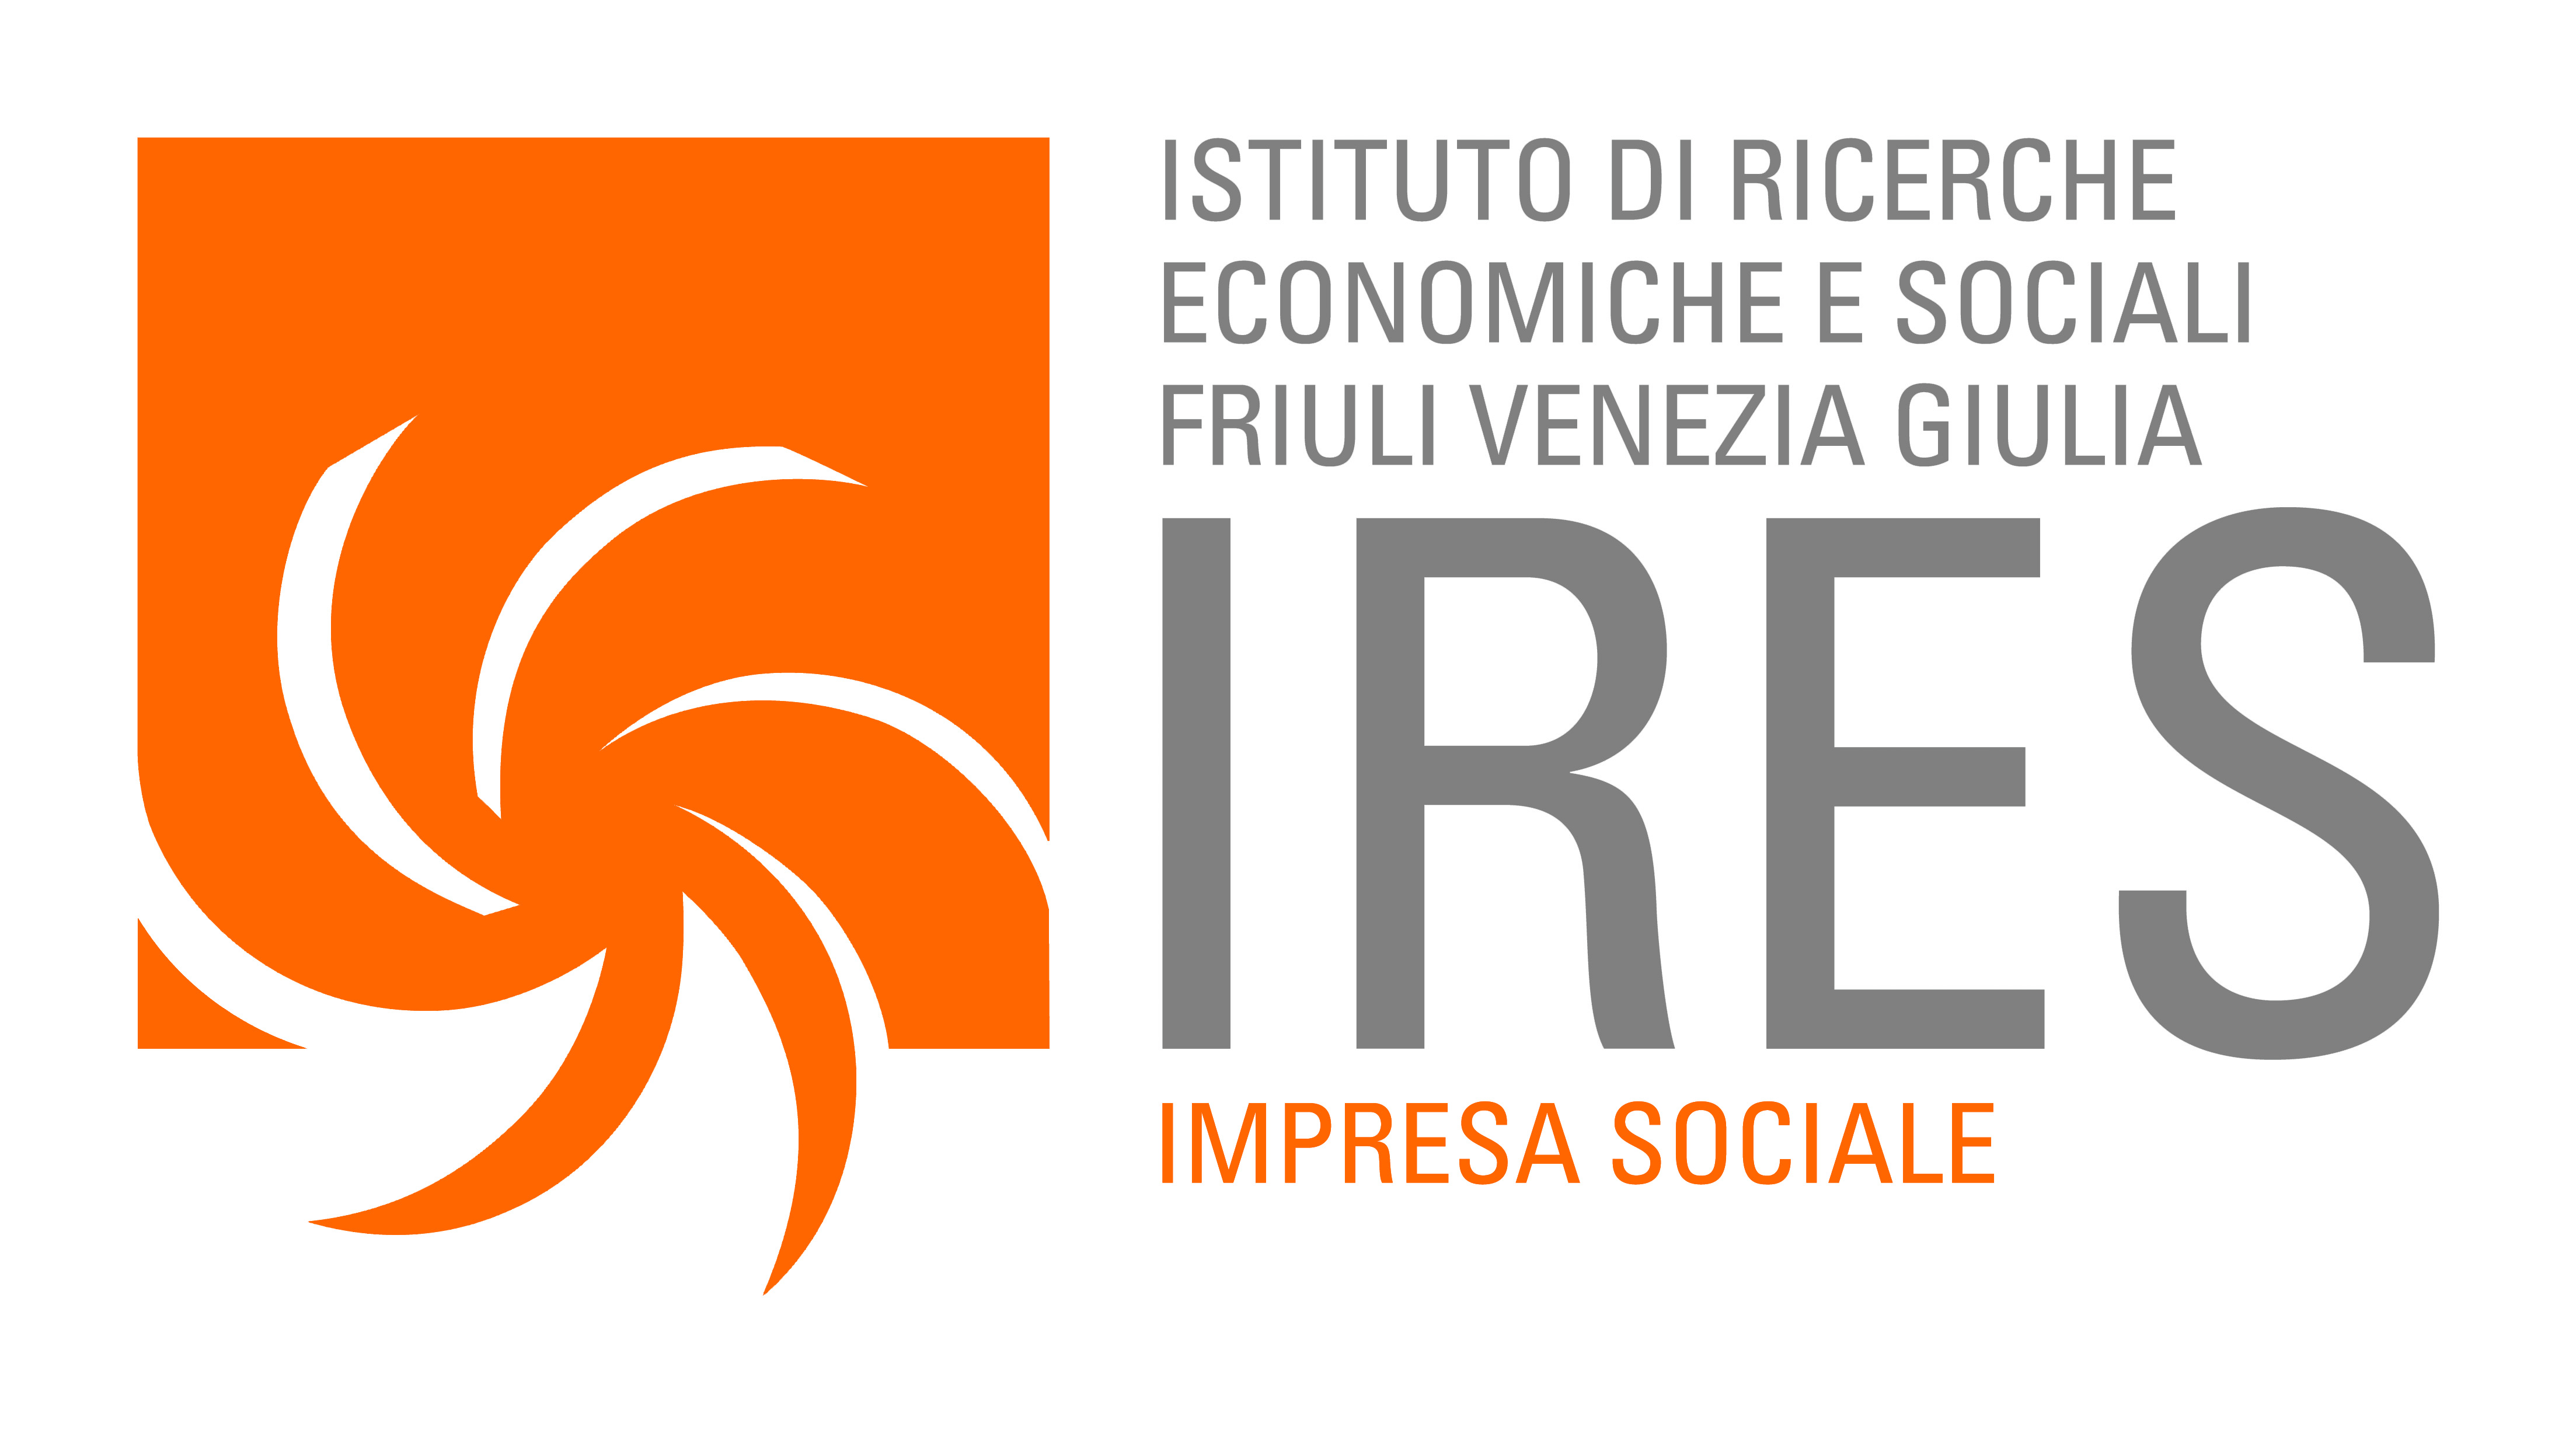 ISTITUTO DI RICERCHE
ECONOMICHE E SOCIALI
FRIULI VENEZIA GIULIA
IRES
IMPRESA SOCIALE